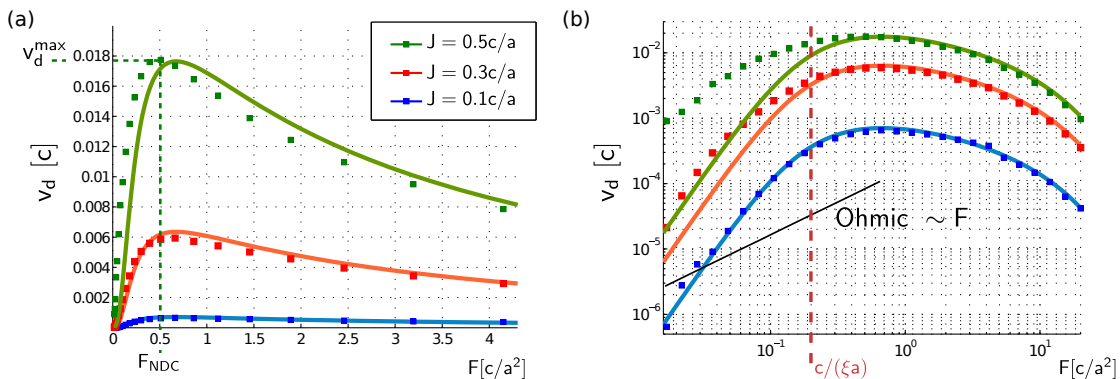 (a)
v_d^max
v_d [c]
0.018
0.016
0.014
0.012
0.010
0.008
0.006
0.004
0.002
0 0.5 1 1.5 2 2.5 3 3.5 4
F_NDC
F[c/a²]
J = 0.5c/a
J = 0.3c/a
J = 0.1c/a
(b)
v_d [c]
10⁻²
10⁻³
10⁻⁴
10⁻⁵
10⁻⁶
Ohmic ∼ F
10⁻¹ 10⁰ 10¹
c/(ξa)
F[c/a²]